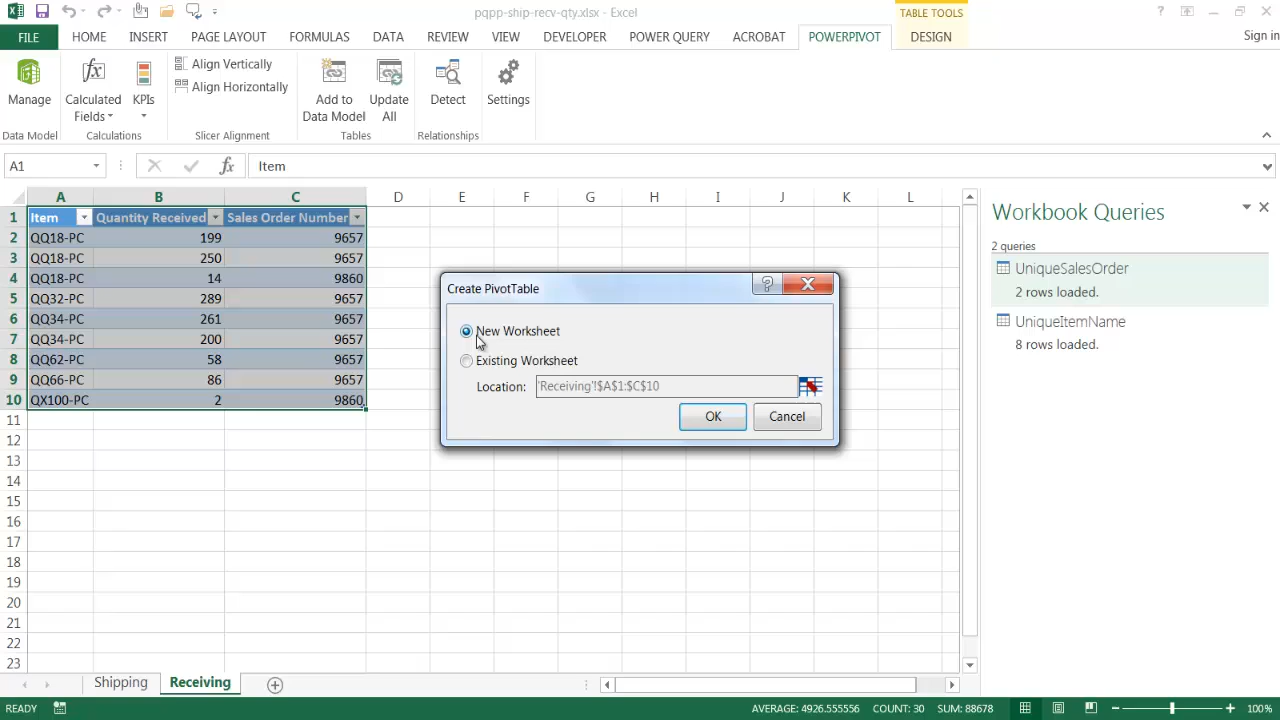 pqpp-ship-recv-qty.xlsx - Excel
TABLE TOOLS
FILE HOME INSERT PAGE LAYOUT FORMULAS DATA REVIEW VIEW DEVELOPER POWER QUERY ACROBAT POWERPIVOT DESIGN Sign in
Manage
Calculated Fields
KPIs
Align Vertically
Align Horizontally
Add to Data Model
Update All
Detect
Settings
Data Model Calculations Slicer Alignment Tables Relationships
A1 fx Item
A B C D E F G H I J K L
1 Item Quantity Received Sales Order Number
2 QQ18-PC 199 9657
3 QQ18-PC 250 9657
4 QQ18-PC 14 9860
5 QQ32-PC 289 9657
6 QQ34-PC 261 9657
7 QQ34-PC 200 9657
8 QQ62-PC 58 9657
9 QQ66-PC 86 9657
10 QX100-PC 2 9860
11
12
13
14
15
16
17
18
19
20
21
22
23
Create PivotTable
New Worksheet
Existing Worksheet
Location: 'Receiving'!$A$1:$C$10
OK Cancel
Workbook Queries
2 queries
UniqueSalesOrder
2 rows loaded.
UniqueItemName
8 rows loaded.
Shipping Receiving
READY AVERAGE: 4926.555556 COUNT: 30 SUM: 88678 100%